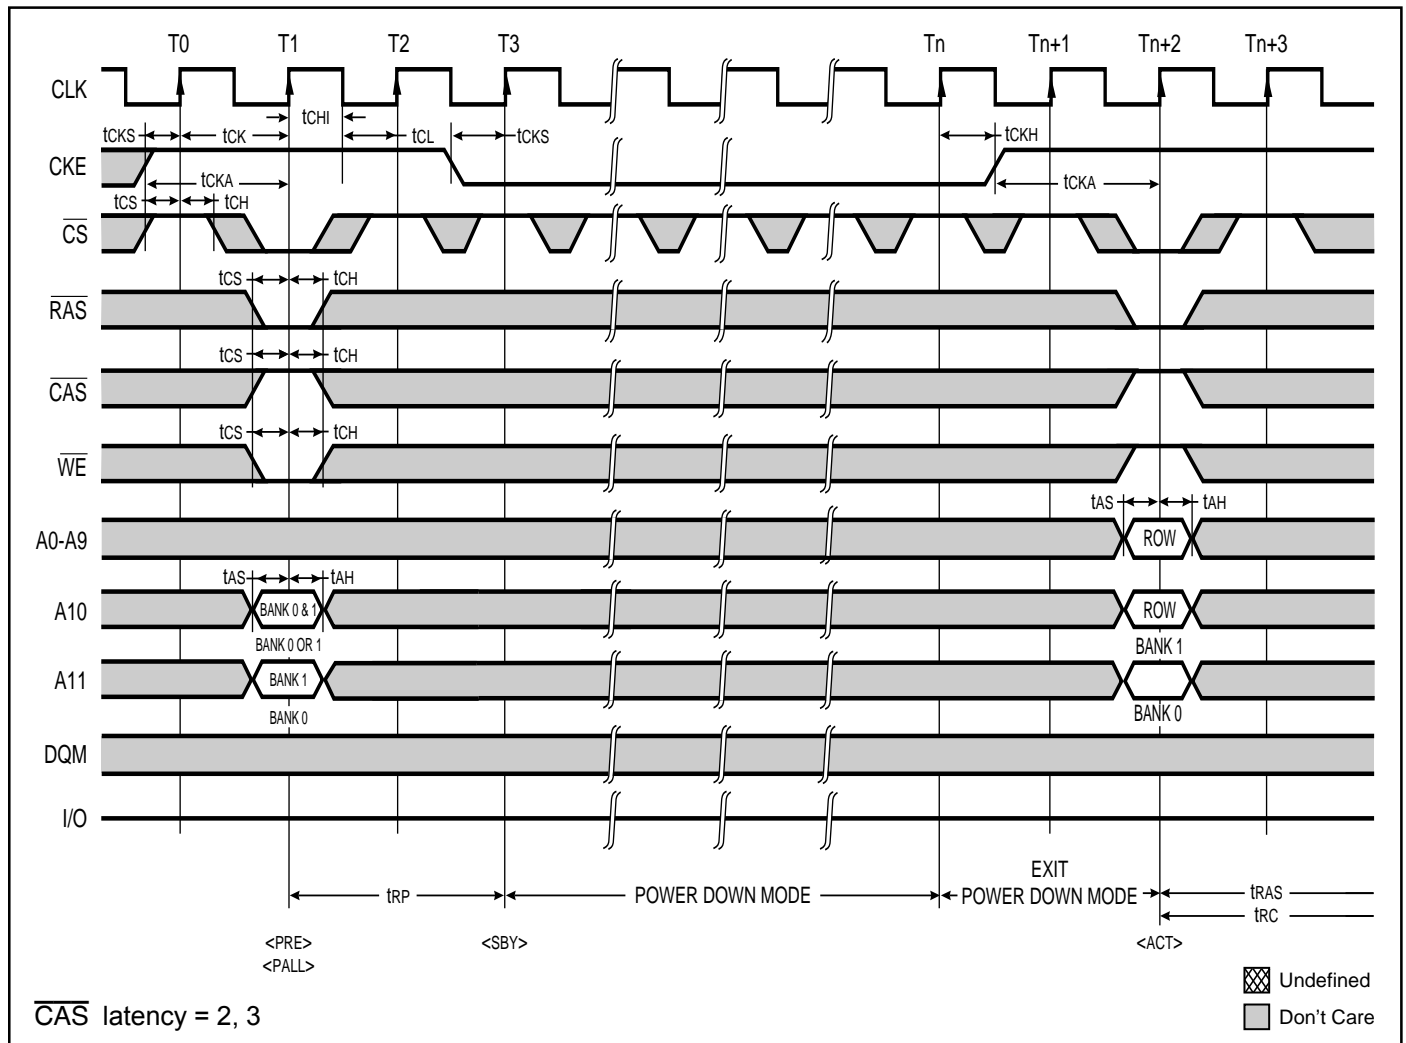 T0 T1 T2 T3 Tn Tn+1 Tn+2 Tn+3
CLK
tCHI
tCKS tCK tCL tCKS tCKH
CKE
tCKA tCKA
tCS tCH
CS
tCS tCH
RAS
tCS tCH
CAS
tCS tCH
WE
tAS tAH
A0-A9 ROW
tAS tAH
A10 BANK 0 & 1 ROW
BANK 0 OR 1 BANK 1
A11 BANK 1
BANK 0 BANK 0
DQM
I/O
EXIT
tRP POWER DOWN MODE POWER DOWN MODE tRAS
tRC
<PRE> <SBY> <ACT>
<PALL>
Undefined
CAS latency = 2, 3 Don't Care